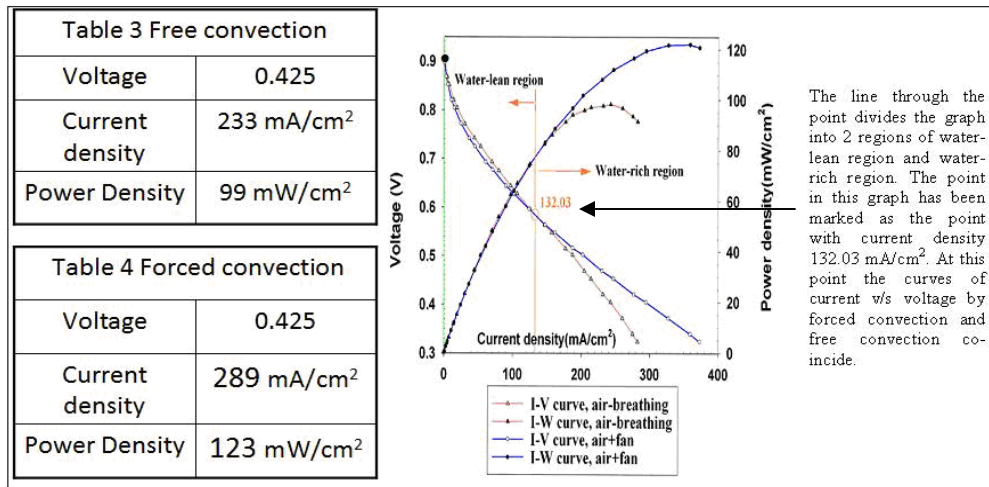 Table 3 Free convection
Voltage 0.425
Current density 233 mA/cm²
Power Density 99 mW/cm²
Table 4 Forced convection
Voltage 0.425
Current density 289 mA/cm²
Power Density 123 mW/cm²
0.9
0.8
0.7
0.6
0.5
0.4
0.3
Voltage (V)
Water-lean region
Water-rich region
132.03
Current density(mA/cm²)
0 100 200 300 400
120
100
80
60
40
20
0
Power density(mW/cm²)
I-V curve, air-breathing
I-W curve, air-breathing
I-V curve, air+fan
I-W curve, air+fan
The line through the
point divides the graph
into 2 regions of water-
lean region and water-
rich region. The point
in this graph has been
marked as the point
with current density
132.03 mA/cm². At this
point the curves of
current v/s voltage by
forced convection and
free convection co-
incide.